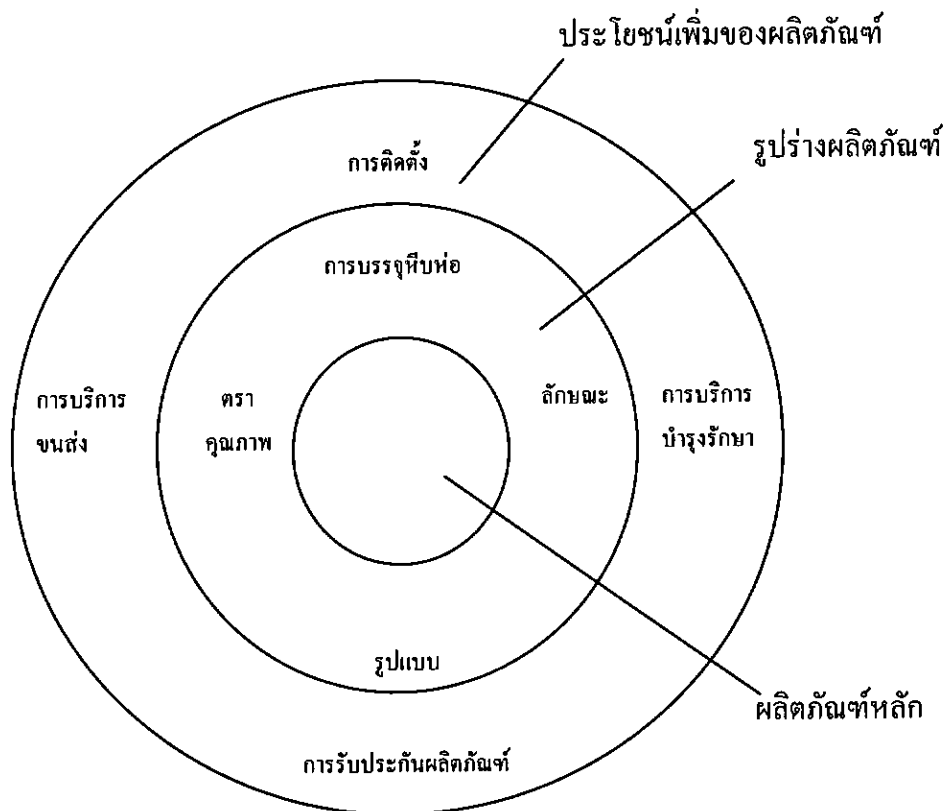 ประโยชน์เพิ่มของผลิตภัณฑ์
รูปร่างผลิตภัณฑ์
การติดตั้ง
การบรรจุหีบห่อ
การบริการ
ขนส่ง
ตรา
คุณภาพ
ลักษณะ
การบริการ
บำรุงรักษา
รูปแบบ
ผลิตภัณฑ์หลัก
การรับประกันผลิตภัณฑ์